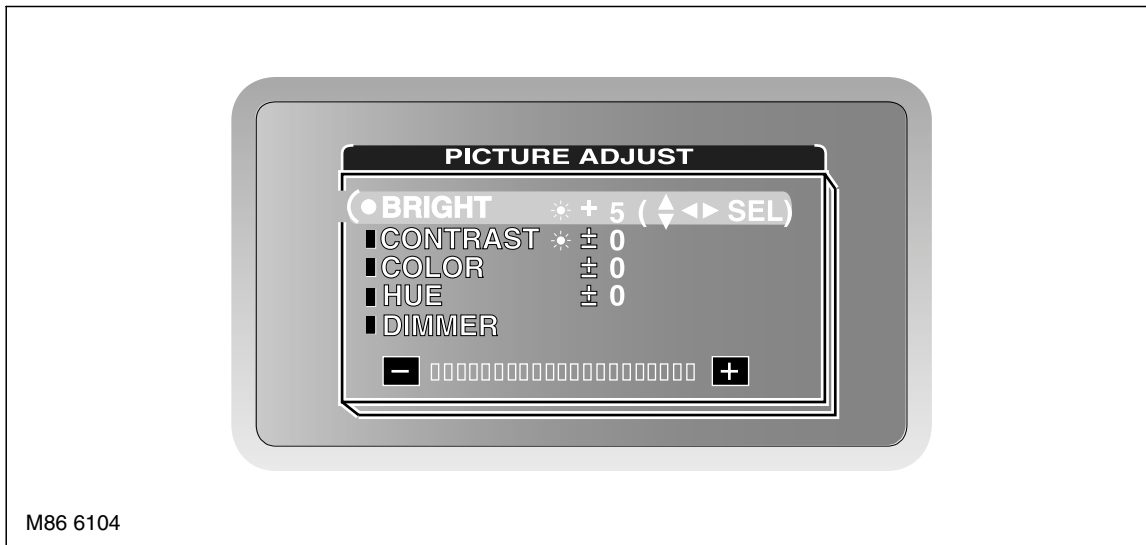 PICTURE ADJUST
BRIGHT + 5 ( SEL)
CONTRAST ± 0
COLOR ± 0
HUE ± 0
DIMMER
- +
M86 6104